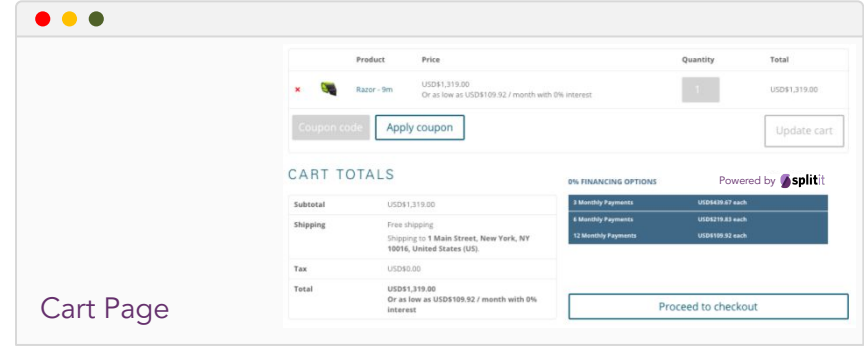 Product Price Quantity Total
× Razor - 9m USD$1,319.00 1 USD$1,319.00
Or as low as USD$109.92 / month with 0% interest
Coupon code Apply coupon Update cart
CART TOTALS
Subtotal USD$1,319.00
Shipping Free shipping
Shipping to 1 Main Street, New York, NY
10016, United States (US).
Tax USD$0.00
Total USD$1,319.00
Or as low as USD$109.92 / month with 0%
interest
0% FINANCING OPTIONS Powered by splitit
3 Monthly Payments USD$439.67 each
6 Monthly Payments USD$219.83 each
12 Monthly Payments USD$109.92 each
Proceed to checkout
Cart Page